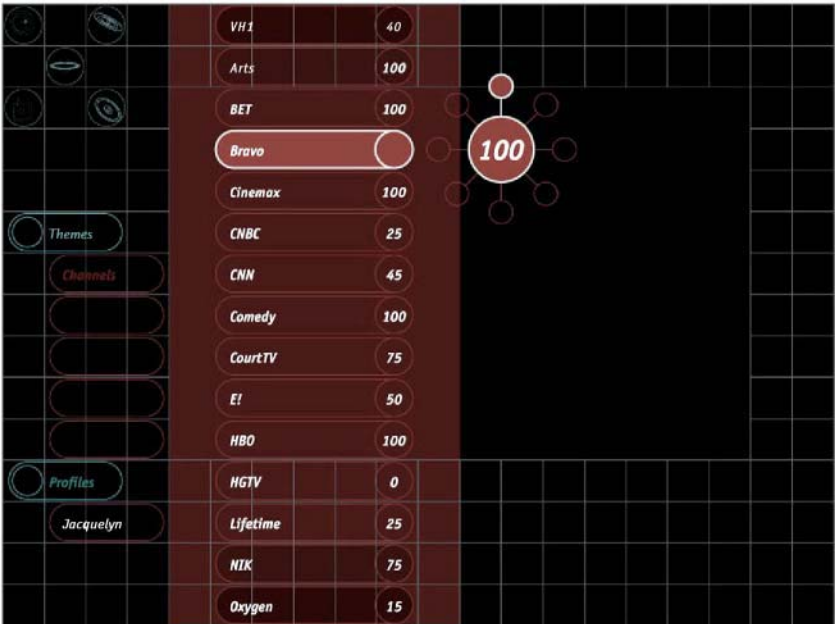 VH1 40
Arts 100
BET 100
Bravo 100
Cinemax 100
Themes CNBC 25
Channels CNN 45
Comedy 100
CourtTV 75
E! 50
HBO 100
Profiles HGTV 0
Jacquelyn Lifetime 25
NIK 75
Oxygen 15